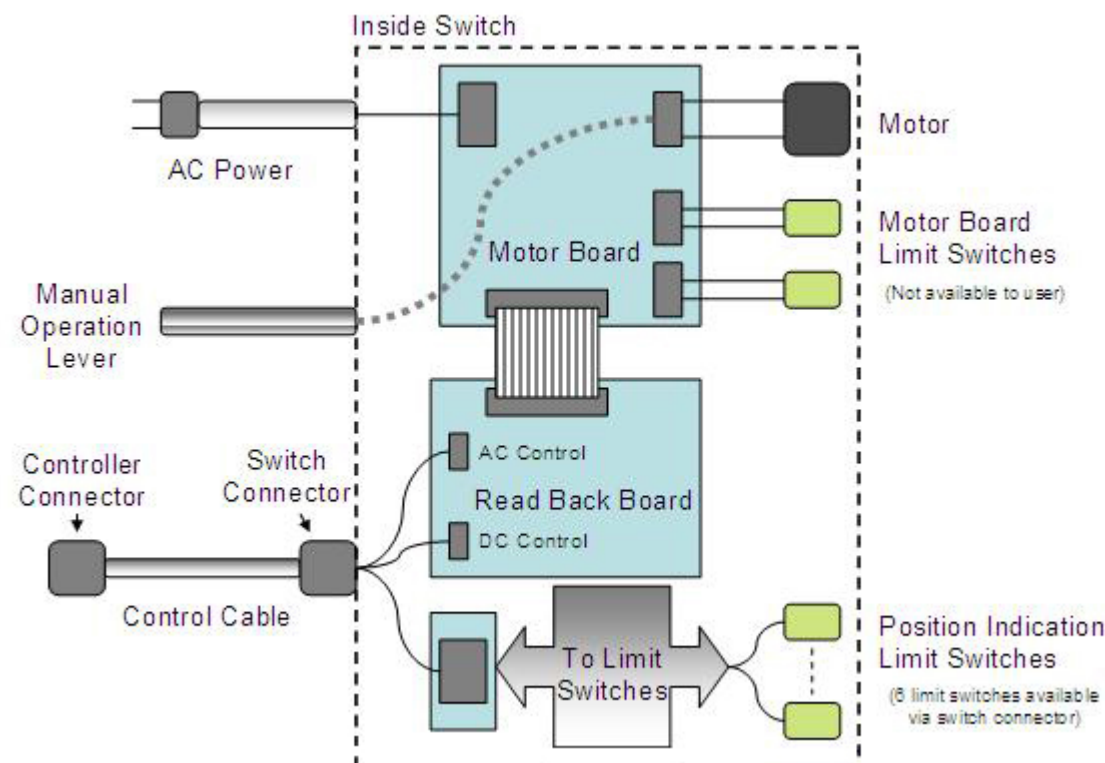 Inside Switch
AC Power
Motor
Motor Board
Motor Board
Limit Switches
(Not available to user)
Manual
Operation
Lever
Controller
Connector
Switch
Connector
AC Control
Read Back Board
DC Control
Control Cable
To Limit
Switches
Position Indication
Limit Switches
(6 limit switches available
via switch connector)